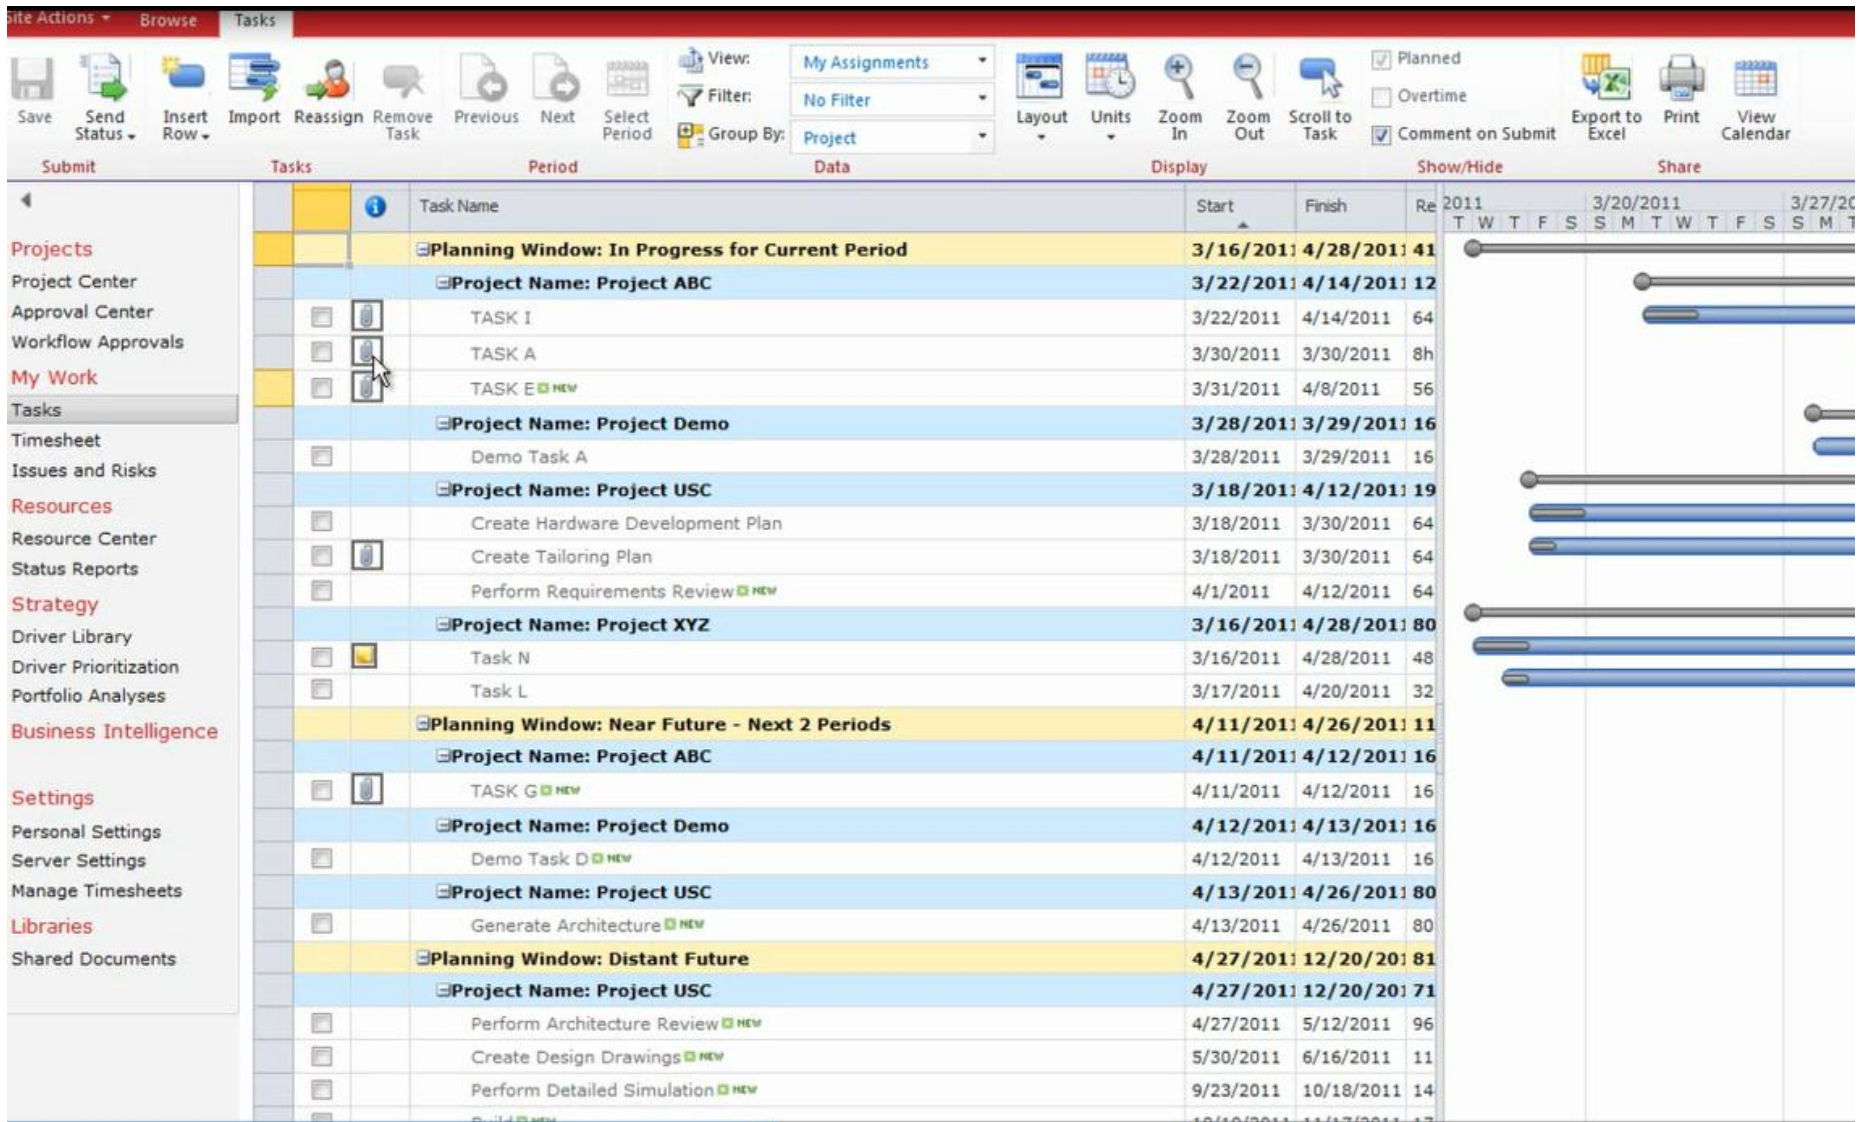 Site Actions Browse Tasks
Save Send Status Insert Row Import Reassign Remove Task Previous Next Select Period View: My Assignments Layout Units Zoom In Zoom Out Scroll to Task Planned Export to Excel Print View Calendar
Filter: No Filter Overtime
Group By: Project Comment on Submit
Submit Tasks Period Data Display Show/Hide Share
Task Name Start Finish Re 2011 3/20/2011 3/27/20
T W T F S S M T W T F S S M T
Projects
Project Center
Approval Center
Workflow Approvals
My Work
Tasks
Timesheet
Issues and Risks
Resources
Resource Center
Status Reports
Strategy
Driver Library
Driver Prioritization
Portfolio Analyses
Business Intelligence
Settings
Personal Settings
Server Settings
Manage Timesheets
Libraries
Shared Documents
Planning Window: In Progress for Current Period 3/16/2011 4/28/2011 41
Project Name: Project ABC 3/22/2011 4/14/2011 12
TASK I 3/22/2011 4/14/2011 64
TASK A 3/30/2011 3/30/2011 8h
TASK E NEW 3/31/2011 4/8/2011 56
Project Name: Project Demo 3/28/2011 3/29/2011 16
Demo Task A 3/28/2011 3/29/2011 16
Project Name: Project USC 3/18/2011 4/12/2011 19
Create Hardware Development Plan 3/18/2011 3/30/2011 64
Create Tailoring Plan 3/18/2011 3/30/2011 64
Perform Requirements Review NEW 4/1/2011 4/12/2011 64
Project Name: Project XYZ 3/16/2011 4/28/2011 80
Task N 3/16/2011 4/28/2011 48
Task L 3/17/2011 4/20/2011 32
Planning Window: Near Future - Next 2 Periods 4/11/2011 4/26/2011 11
Project Name: Project ABC 4/11/2011 4/12/2011 16
TASK G NEW 4/11/2011 4/12/2011 16
Project Name: Project Demo 4/12/2011 4/13/2011 16
Demo Task D NEW 4/12/2011 4/13/2011 16
Project Name: Project USC 4/13/2011 4/26/2011 80
Generate Architecture NEW 4/13/2011 4/26/2011 80
Planning Window: Distant Future 4/27/2011 12/20/201 81
Project Name: Project USC 4/27/2011 12/20/201 71
Perform Architecture Review NEW 4/27/2011 5/12/2011 96
Create Design Drawings NEW 5/30/2011 6/16/2011 11
Perform Detailed Simulation NEW 9/23/2011 10/18/2011 14